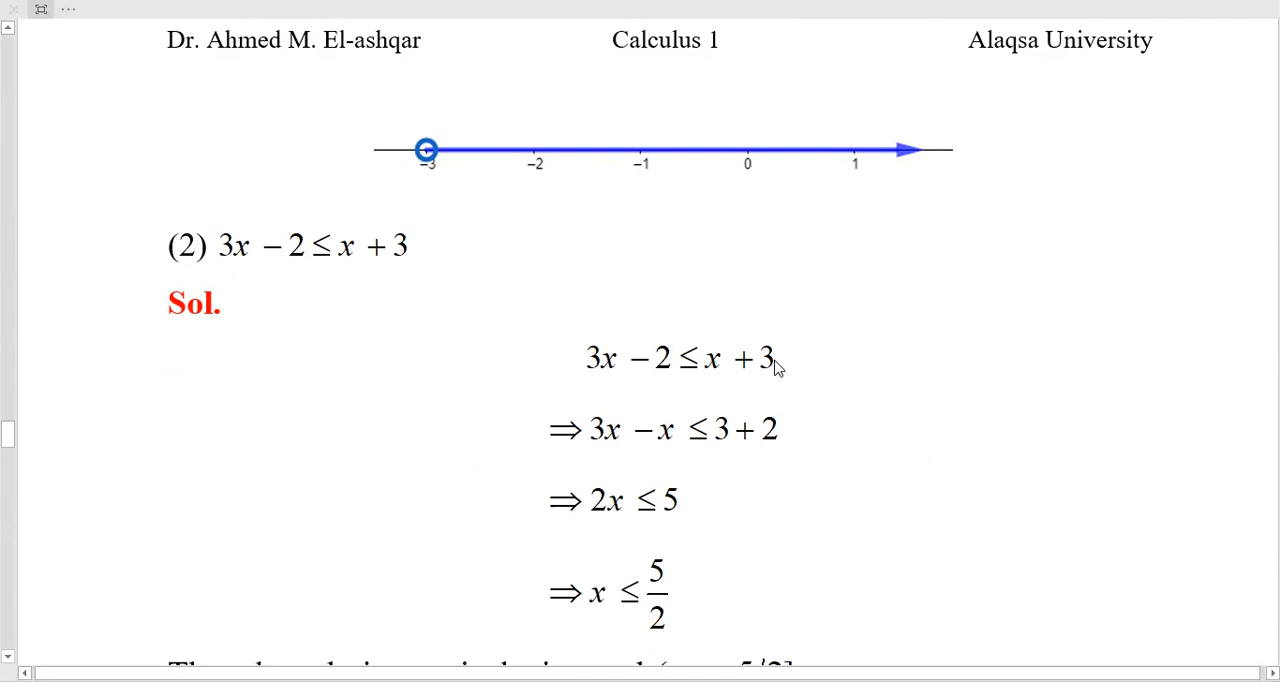 Dr. Ahmed M. El-ashqar Calculus 1 Alaqsa University
−3 −2 −1 0 1
(2) 3x − 2 ≤ x + 3
Sol.
3x − 2 ≤ x + 3
⇒ 3x − x ≤ 3 + 2
⇒ 2x ≤ 5
⇒ x ≤ 5/2